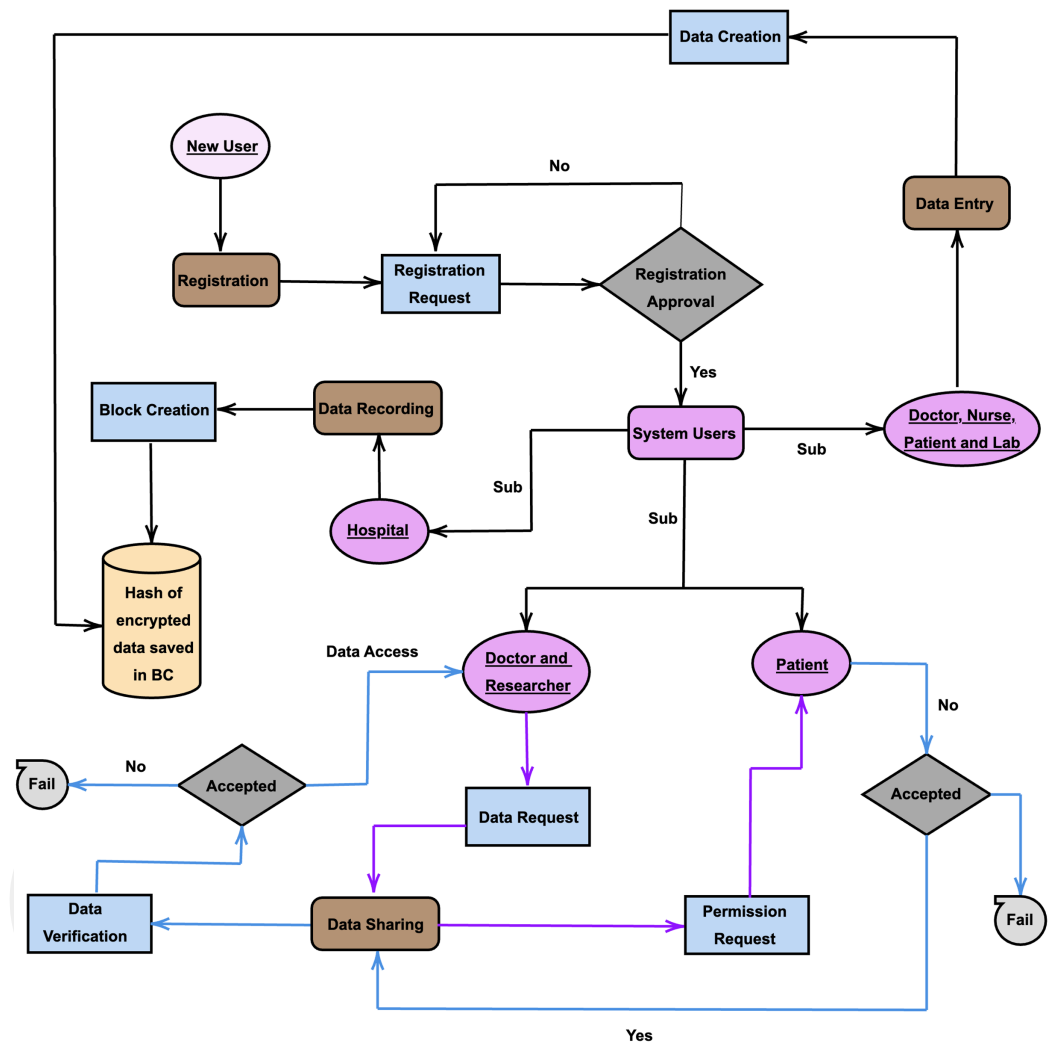 Data Creation
New User
No
Data Entry
Registration
Registration
Request
Registration
Approval
Yes
Block Creation
Data Recording
System Users
Doctor, Nurse,
Patient and Lab
Sub
Sub
Sub
Hospital
Hash of
encrypted
data saved
in BC
Data Access
Doctor and
Researcher
Patient
No
No
Fail
Accepted
Accepted
Data Request
Data
Verification
Data Sharing
Permission
Request
Fail
Yes